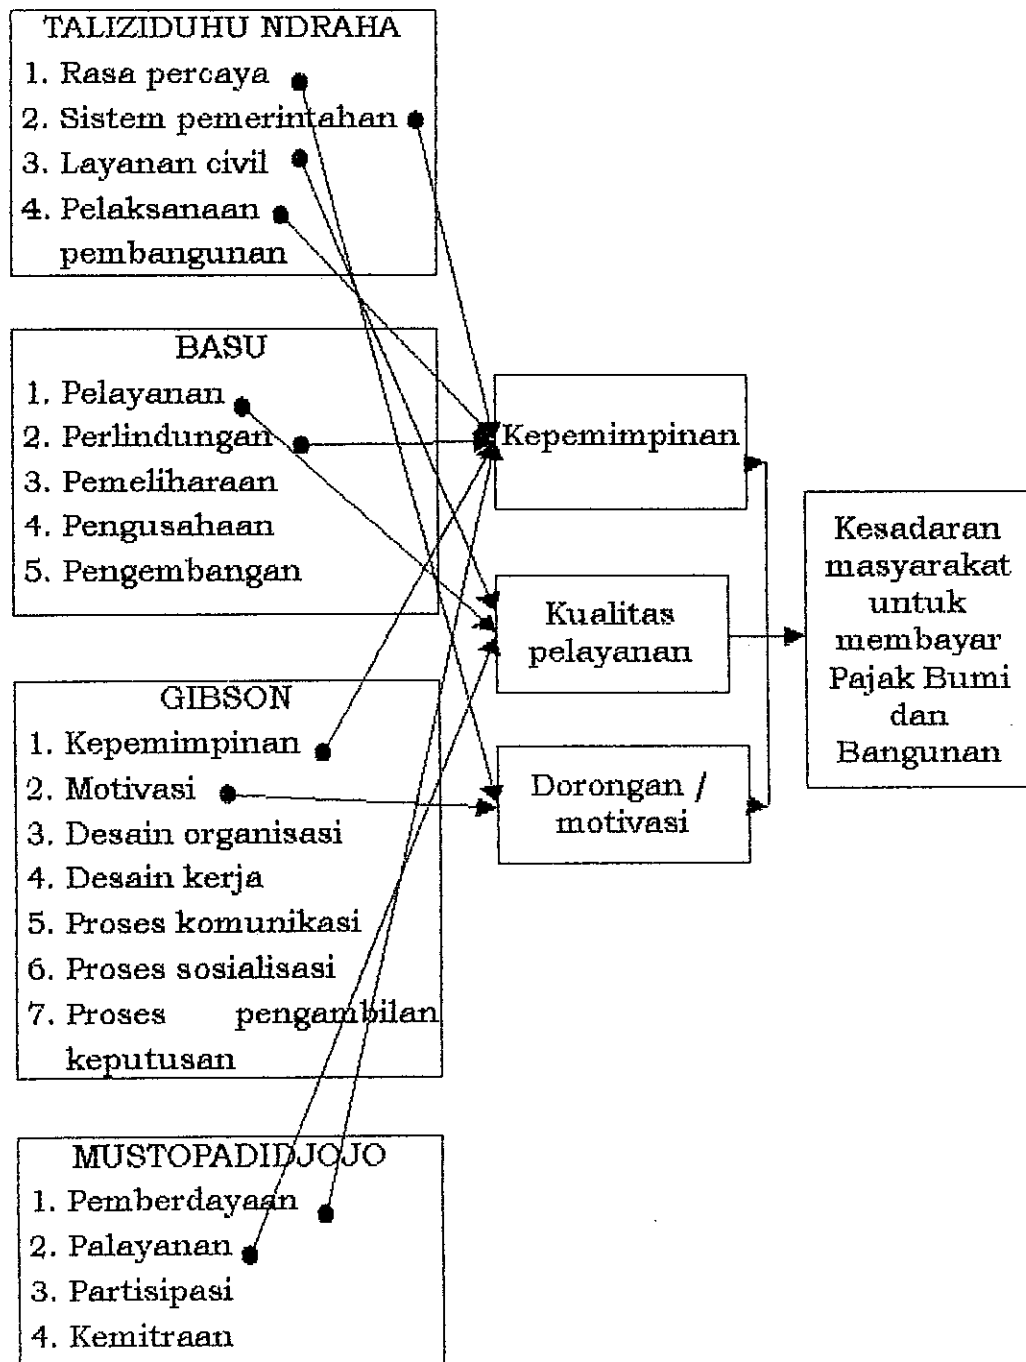 TALIZIDUHU NDRAHA
1. Rasa percaya
2. Sistem pemerintahan
3. Layanan civil
4. Pelaksanaan
pembangunan
BASU
1. Pelayanan
2. Perlindungan
3. Pemeliharaan
4. Pengusahaan
5. Pengembangan
GIBSON
1. Kepemimpinan
2. Motivasi
3. Desain organisasi
4. Desain kerja
5. Proses komunikasi
6. Proses sosialisasi
7. Proses pengambilan
keputusan
MUSTOPADIDJOJO
1. Pemberdayaan
2. Palayanan
3. Partisipasi
4. Kemitraan
Kepemimpinan
Kualitas
pelayanan
Dorongan /
motivasi
Kesadaran
masyarakat
untuk
membayar
Pajak Bumi
dan
Bangunan